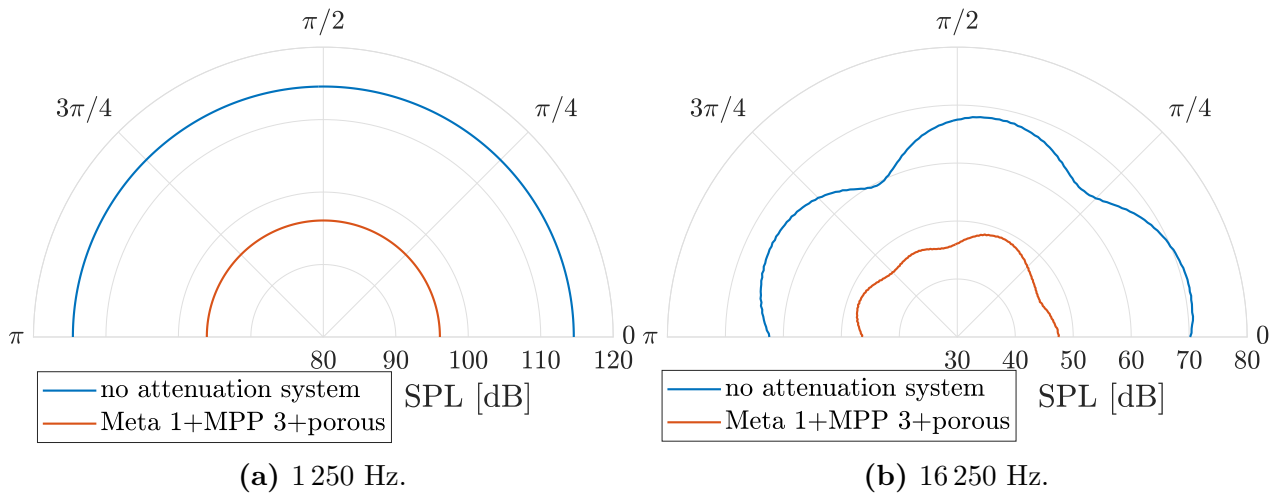 π/2
3π/4
π/4
π
0
80 90 100 110 120
SPL [dB]
no attenuation system
Meta 1+MPP 3+porous
(a) 1 250 Hz.
π/2
3π/4
π/4
π
0
30 40 50 60 70 80
SPL [dB]
no attenuation system
Meta 1+MPP 3+porous
(b) 16 250 Hz.